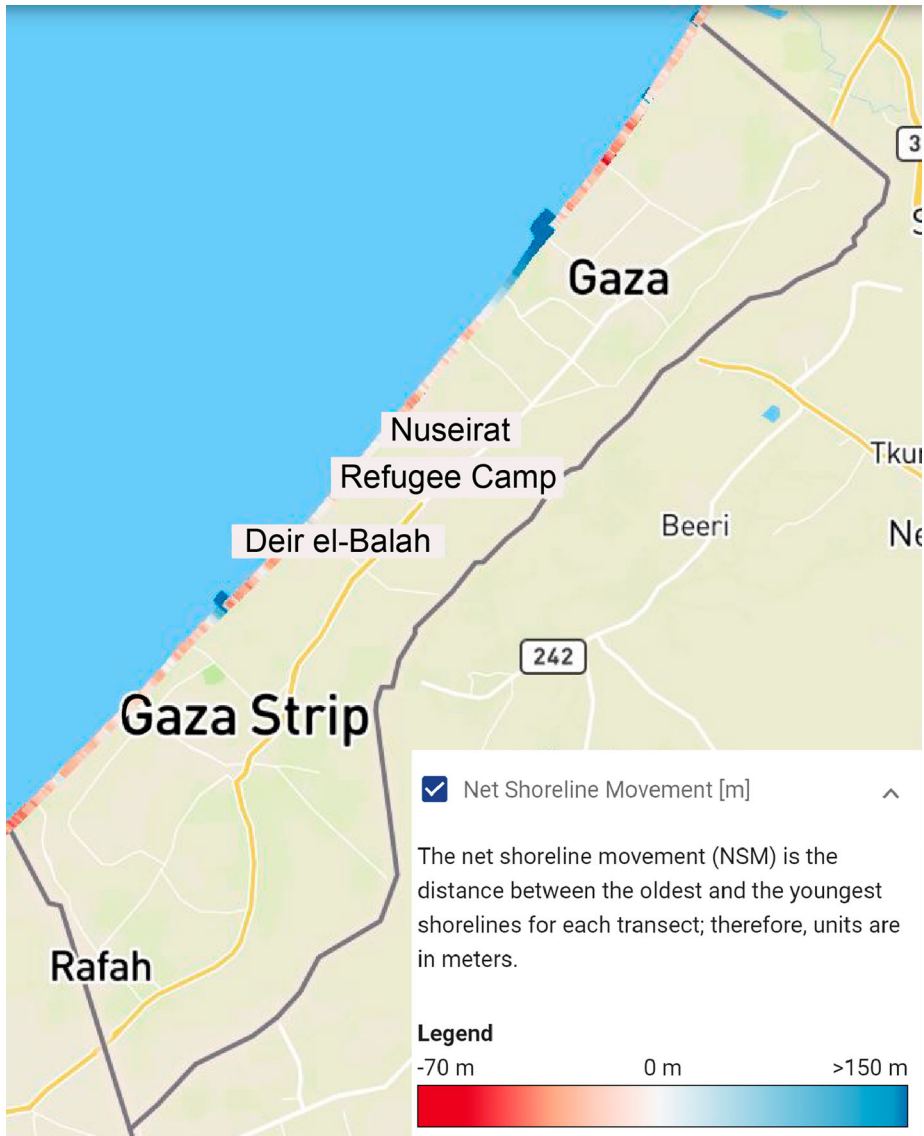 Gaza
Nuseirat
Refugee Camp
Tkur
Beeri
Ne
Deir el-Balah
242
Gaza Strip
Rafah
3
S
Net Shoreline Movement [m]
The net shoreline movement (NSM) is the
distance between the oldest and the youngest
shorelines for each transect; therefore, units are
in meters.
Legend
-70 m 0 m >150 m